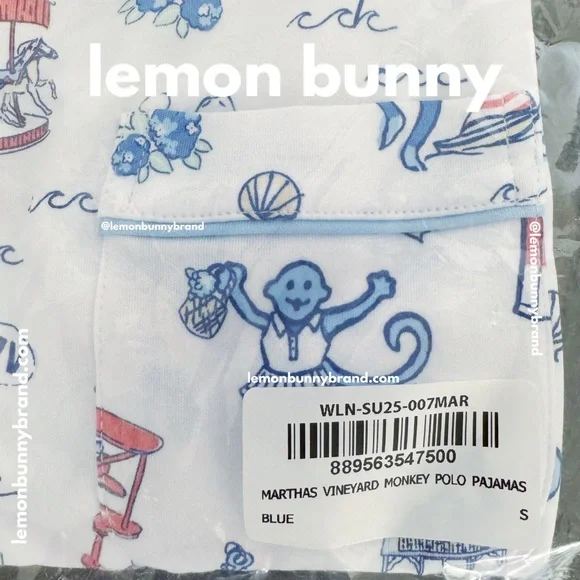 lemon bunny
@lemonbunnybrand
@lemonbunnybrand
lemonbunnybrand.com
lemonbunnybrand.com
WLN-SU25-007MAR
889563547500
MARTHAS VINEYARD MONKEY POLO PAJAMAS
BLUE S